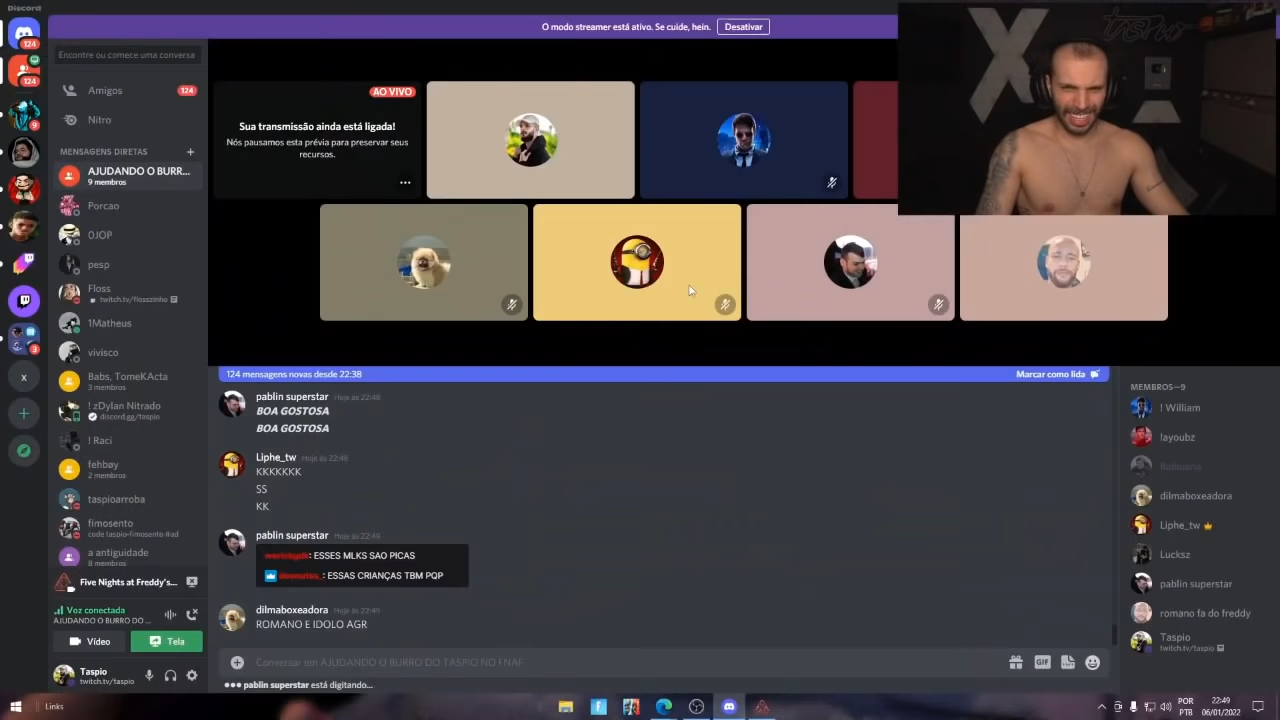 Discord
O modo streamer está ativo. Se cuide, hein.
Desativar
124
124
9
3
X
Encontre ou comece uma conversa
Amigos
124
Nitro
MENSAGENS DIRETAS
AJUDANDO O BURR...
9 membros
Porcao
0JOP
pesp
Floss
twitch.tv/flosszinho
1Matheus
vivisco
Babs, TomeKActa
3 membros
! zDylan Nitrado
discord.gg/taspio
! Raci
fehbøy
2 membros
taspioarroba
fimosento
code taspio-fimosento #ad
a antiguidade
8 membros
Five Nights at Freddy's...
Voz conectada
AJUDANDO O BURRO DO ...
Vídeo
Tela
Taspio
twitch.tv/taspio
AO VIVO
Sua transmissão ainda está ligada!
Nós pausamos esta prévia para preservar seus
recursos.
X
124 mensagens novas desde 22:38
Marcar como lida
pablin superstar Hoje às 22:48
BOA GOSTOSA
BOA GOSTOSA
Liphe_tw Hoje às 22:48
KKKKKKK
SS
KK
pablin superstar Hoje às 22:49
: ESSES MLKS SAO PICAS
: ESSAS CRIANÇAS TBM PQP
dilmaboxeadora Hoje às 22:49
ROMANO E IDOLO AGR
Conversar em AJUDANDO O BURRO DO TASPIO NO FNAF
GIF
pablin superstar está digitando...
MEMBROS—9
! William
!ayoubz
dilmaboxeadora
Liphe_tw
Lucksz
pablin superstar
romano fa do freddy
Taspio
twitch.tv/taspio
Links
POR
PTB
22:49
06/01/2022